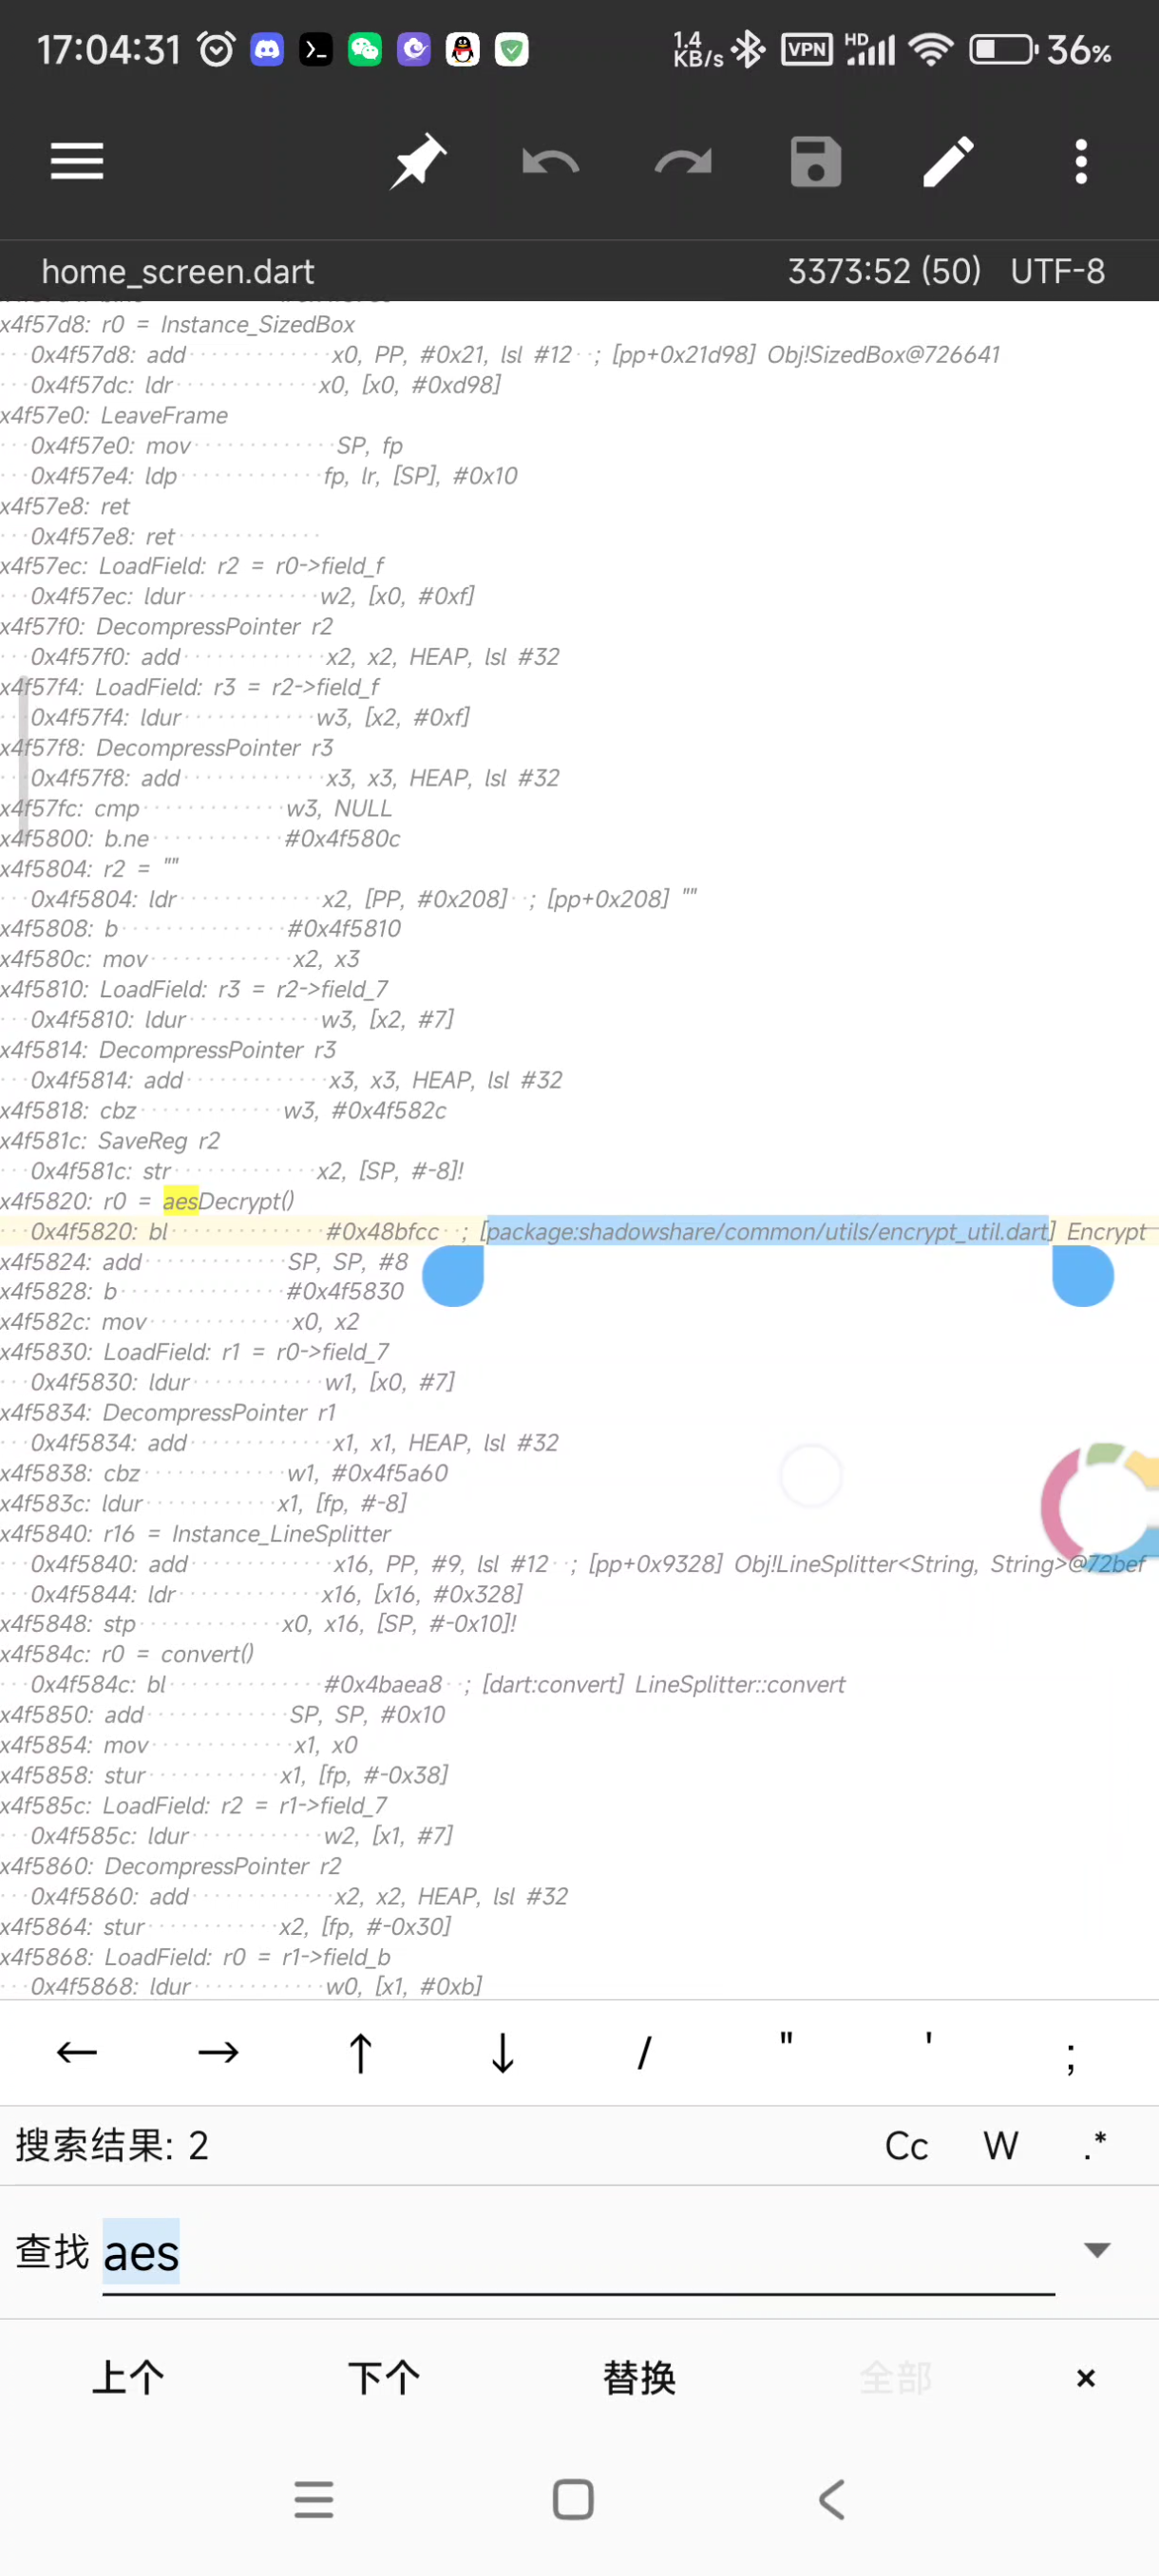 17:04:31 1.4 KB/s VPN HD 36%
home_screen.dart 3373:52 (50) UTF-8
x4f57d8: r0 = Instance_SizedBox
0x4f57d8: add x0, PP, #0x21, lsl #12 ; [pp+0x21d98] Obj!SizedBox@726641
0x4f57dc: ldr x0, [x0, #0xd98]
x4f57e0: LeaveFrame
0x4f57e0: mov SP, fp
0x4f57e4: ldp fp, lr, [SP], #0x10
x4f57e8: ret
0x4f57e8: ret
x4f57ec: LoadField: r2 = r0->field_f
0x4f57ec: ldur w2, [x0, #0xf]
x4f57f0: DecompressPointer r2
0x4f57f0: add x2, x2, HEAP, lsl #32
x4f57f4: LoadField: r3 = r2->field_f
0x4f57f4: ldur w3, [x2, #0xf]
x4f57f8: DecompressPointer r3
0x4f57f8: add x3, x3, HEAP, lsl #32
x4f57fc: cmp w3, NULL
x4f5800: b.ne #0x4f580c
x4f5804: r2 = ""
0x4f5804: ldr x2, [PP, #0x208] ; [pp+0x208] ""
x4f5808: b #0x4f5810
x4f580c: mov x2, x3
x4f5810: LoadField: r3 = r2->field_7
0x4f5810: ldur w3, [x2, #7]
x4f5814: DecompressPointer r3
0x4f5814: add x3, x3, HEAP, lsl #32
x4f5818: cbz w3, #0x4f582c
x4f581c: SaveReg r2
0x4f581c: str x2, [SP, #-8]!
x4f5820: r0 = aesDecrypt()
0x4f5820: bl #0x48bfcc ; [package:shadowshare/common/utils/encrypt_util.dart] Encrypt
x4f5824: add SP, SP, #8
x4f5828: b #0x4f5830
x4f582c: mov x0, x2
x4f5830: LoadField: r1 = r0->field_7
0x4f5830: ldur w1, [x0, #7]
x4f5834: DecompressPointer r1
0x4f5834: add x1, x1, HEAP, lsl #32
x4f5838: cbz w1, #0x4f5a60
x4f583c: ldur x1, [fp, #-8]
x4f5840: r16 = Instance_LineSplitter
0x4f5840: add x16, PP, #9, lsl #12 ; [pp+0x9328] Obj!LineSplitter<String, String>@72bef
0x4f5844: ldr x16, [x16, #0x328]
x4f5848: stp x0, x16, [SP, #-0x10]!
x4f584c: r0 = convert()
0x4f584c: bl #0x4baea8 ; [dart:convert] LineSplitter::convert
x4f5850: add SP, SP, #0x10
x4f5854: mov x1, x0
x4f5858: stur x1, [fp, #-0x38]
x4f585c: LoadField: r2 = r1->field_7
0x4f585c: ldur w2, [x1, #7]
x4f5860: DecompressPointer r2
0x4f5860: add x2, x2, HEAP, lsl #32
x4f5864: stur x2, [fp, #-0x30]
x4f5868: LoadField: r0 = r1->field_b
0x4f5868: ldur w0, [x1, #0xb]
← → ↑ ↓ / " ' ;
搜索结果: 2 Cc W .*
查找 aes
上个 下个 替换 全部 ×